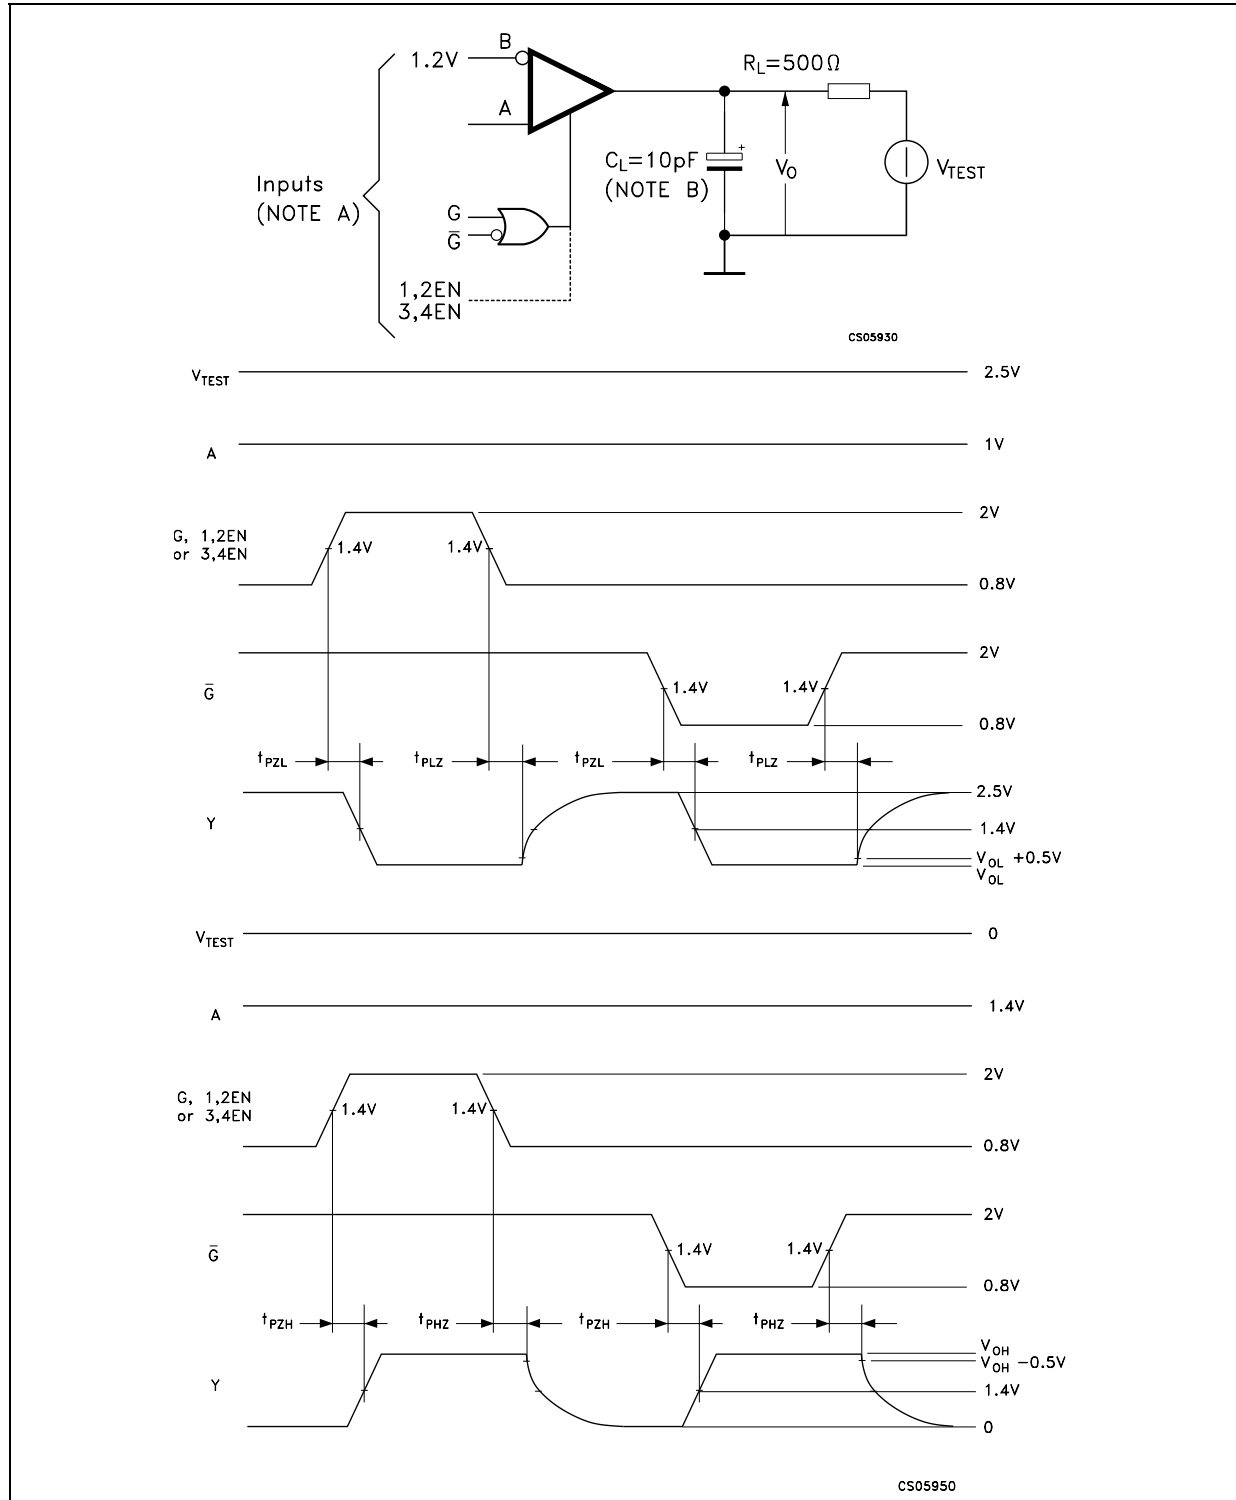 B
1.2V
R_L=500Ω
A
C_L=10pF
(NOTE B)
V_O
V_TEST
Inputs
(NOTE A)
G
G̅
1,2EN
3,4EN
+
CS05930
V_TEST 2.5V
A 1V
2V
G, 1,2EN
or 3,4EN
1.4V 1.4V
0.8V
2V
G̅ 1.4V 1.4V
0.8V
t_PZL t_PLZ t_PZL t_PLZ
2.5V
Y 1.4V
V_OL +0.5V
V_OL
V_TEST 0
A 1.4V
2V
G, 1,2EN
or 3,4EN
1.4V 1.4V
0.8V
2V
G̅ 1.4V 1.4V
0.8V
t_PZH t_PHZ t_PZH t_PHZ
V_OH
V_OH −0.5V
Y 1.4V
0
CS05950